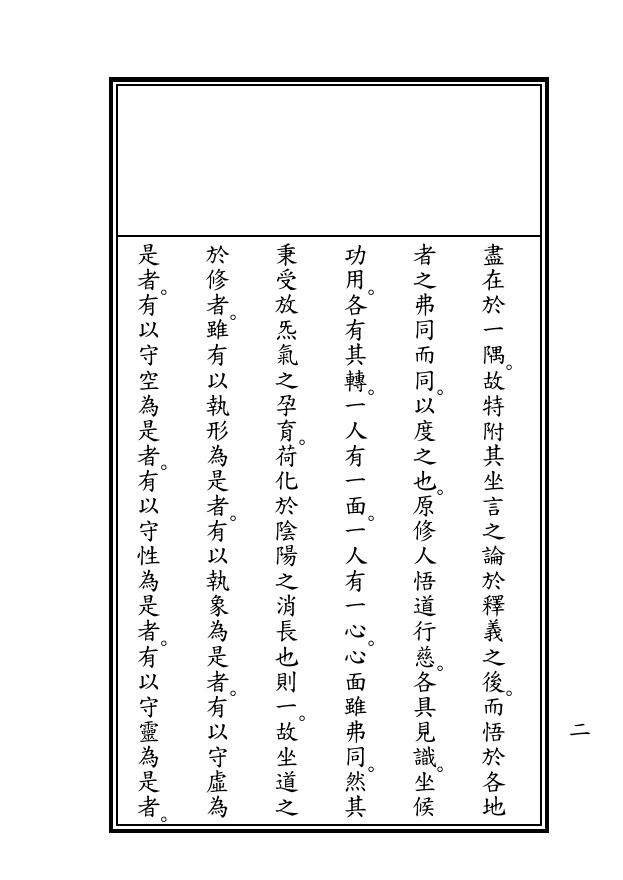 盡在於一隅。故特附其坐言之論於釋義之後。而悟於各地
者之弗同而同。以度之也。原修人悟道行慈。各具見識。坐候
功用。各有其轉。一人有一面。一人有一心。心面雖弗同。然其
秉受放炁氣之孕育。荷化於陰陽之消長也則一。故坐道之
於修者。雖有以執形為是者。有以執象為是者。有以守虛為
是者。有以守空為是者。有以守性為是者。有以守靈為是者。
二